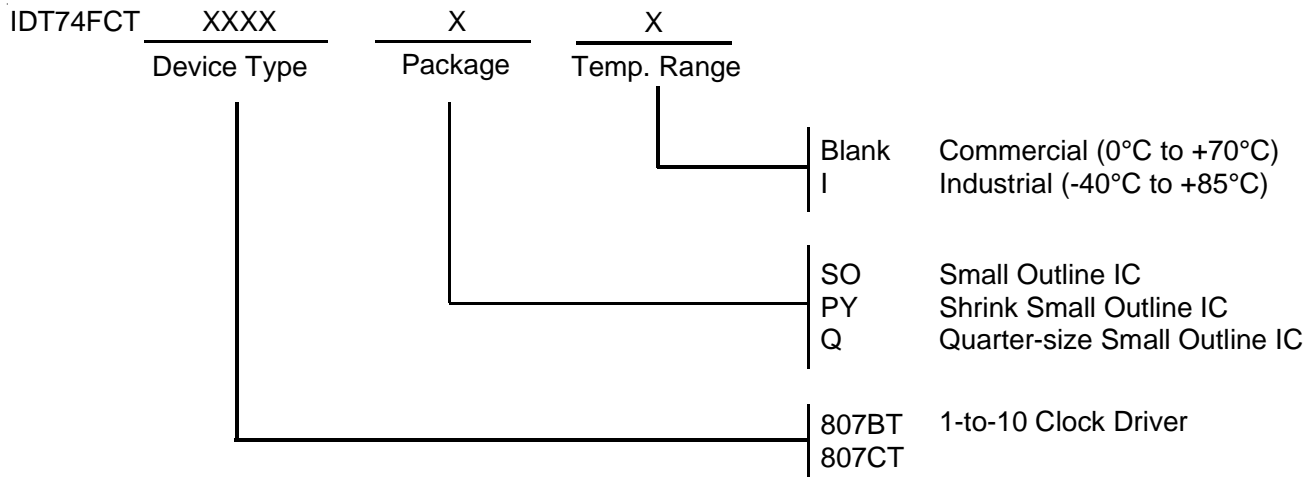 IDT74FCT XXXX X X
Device Type Package Temp. Range
Blank Commercial (0°C to +70°C)
I Industrial (-40°C to +85°C)
SO Small Outline IC
PY Shrink Small Outline IC
Q Quarter-size Small Outline IC
807BT 1-to-10 Clock Driver
807CT